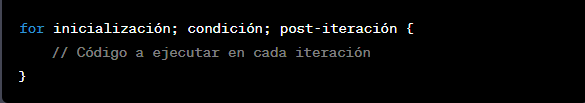 for inicialización; condición; post-iteración {
    // Código a ejecutar en cada iteración
}